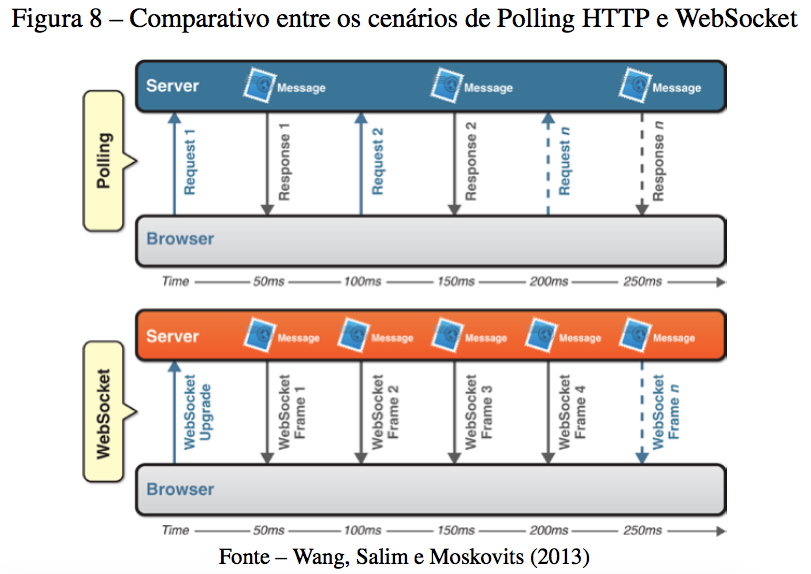 Figura 8 – Comparativo entre os cenários de Polling HTTP e WebSocket
Polling
Server
Message
Message
Message
Request 1
Response 1
Request 2
Response 2
Request n
Response n
Browser
Time
50ms
100ms
150ms
200ms
250ms
WebSocket
Server
Message
Message
Message
Message
Message
WebSocket
Upgrade
WebSocket
Frame 1
WebSocket
Frame 2
WebSocket
Frame 3
WebSocket
Frame 4
WebSocket
Frame n
Browser
Time
50ms
100ms
150ms
200ms
250ms
Fonte – Wang, Salim e Moskovits (2013)